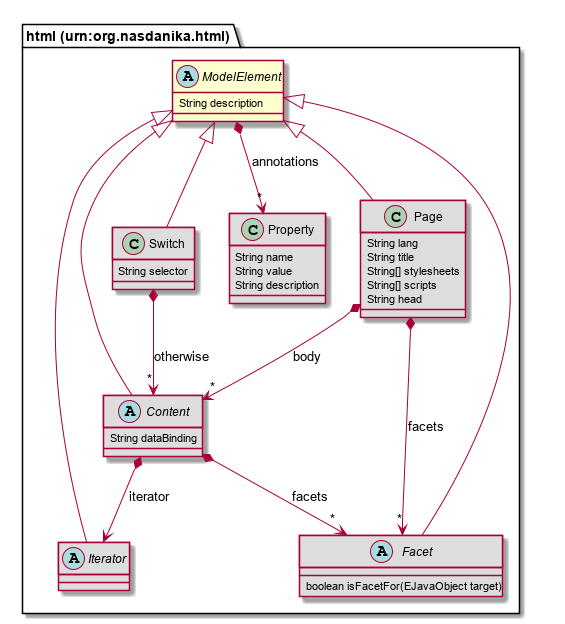 html (urn:org.nasdanika.html)
A ModelElement
String description
annotations
*
C Switch
String selector
C Property
String name
String value
String description
C Page
String lang
String title
String[] stylesheets
String[] scripts
String head
otherwise
*
body
*
A Content
String dataBinding
facets
*
iterator
facets
*
A Iterator
A Facet
boolean isFacetFor(EJavaObject target)